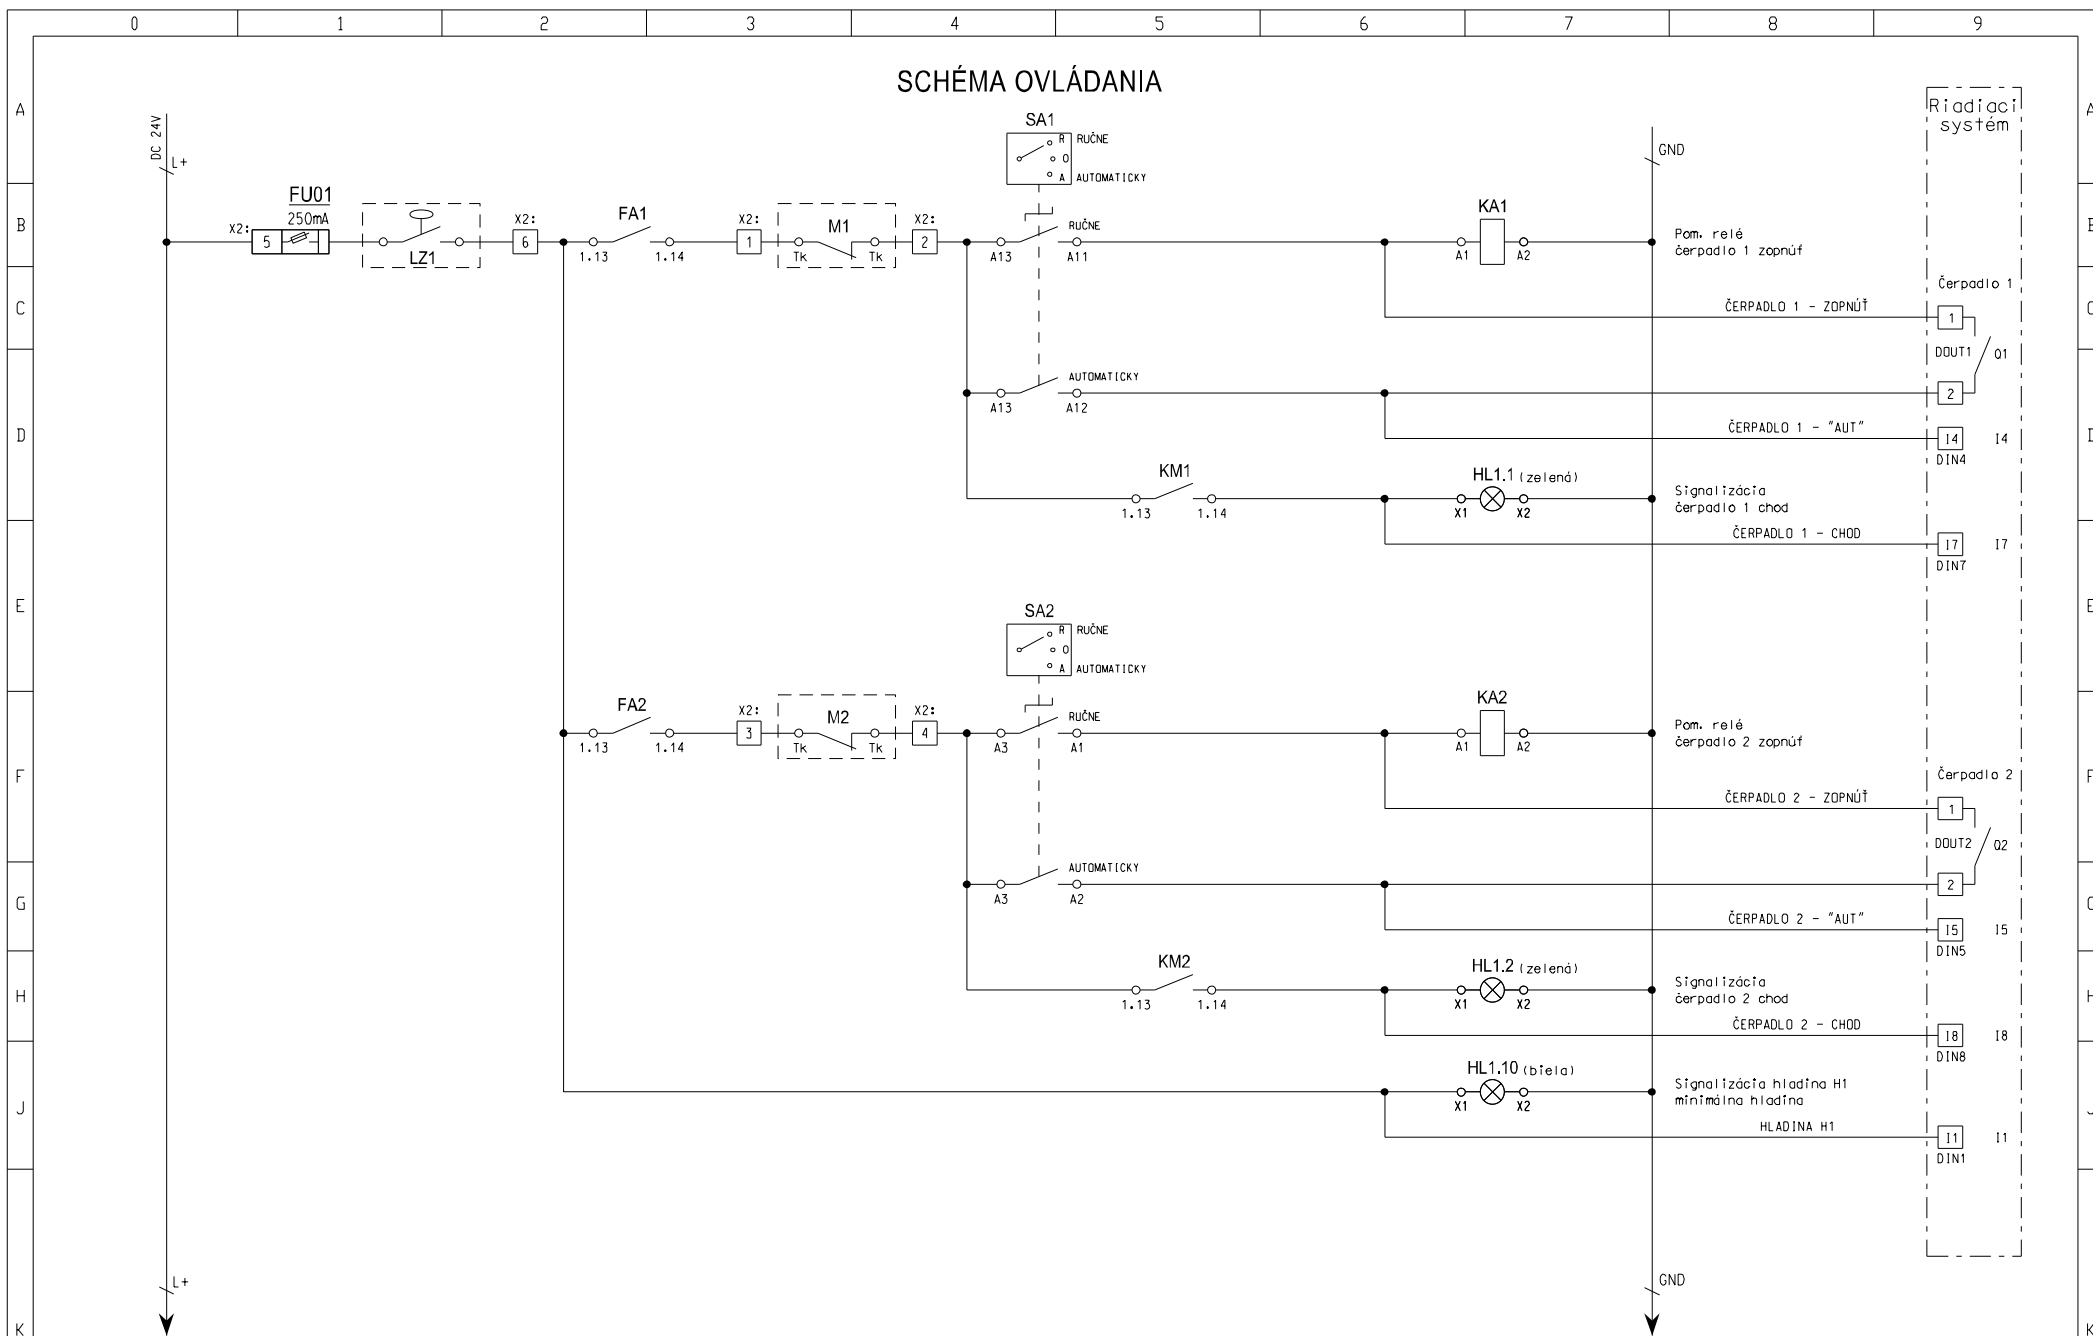 0 1 2 3 4 5 6 7 8 9
SCHÉMA OVLÁDANIA
A
A
DC 24V
L+
SA1
R RUČNE
0
A AUTOMATICKY
GND
Riadiaci
systém
B
B
FU01
250mA
X2:
5
LZ1
X2:
6
FA1
1.13
1.14
X2:
1
M1
Tk
Tk
X2:
2
RUČNE
A13
A11
KA1
A1
A2
Pom. relé
čerpadlo 1 zopnúť
C
C
Čerpadlo 1
ČERPADLO 1 - ZOPNÚŤ
1
DOUT1
Q1
AUTOMATICKY
A13
A12
2
D
D
ČERPADLO 1 - "AUT"
I4
I4
DIN4
KM1
1.13
1.14
HL1.1 (zelená)
X1
X2
Signalizácia
čerpadlo 1 chod
ČERPADLO 1 - CHOD
I7
I7
DIN7
E
E
SA2
R RUČNE
0
A AUTOMATICKY
FA2
1.13
1.14
X2:
3
M2
Tk
Tk
X2:
4
RUČNE
A3
A1
KA2
A1
A2
Pom. relé
čerpadlo 2 zopnúť
F
F
Čerpadlo 2
ČERPADLO 2 - ZOPNÚŤ
1
DOUT2
Q2
AUTOMATICKY
A3
A2
2
G
G
ČERPADLO 2 - "AUT"
I5
I5
DIN5
KM2
1.13
1.14
HL1.2 (zelená)
X1
X2
Signalizácia
čerpadlo 2 chod
H
H
ČERPADLO 2 - CHOD
I8
I8
DIN8
HL1.10 (biela)
X1
X2
Signalizácia hladina H1
minimálna hladina
J
J
HLADINA H1
I1
I1
DIN1
L+
GND
K
K